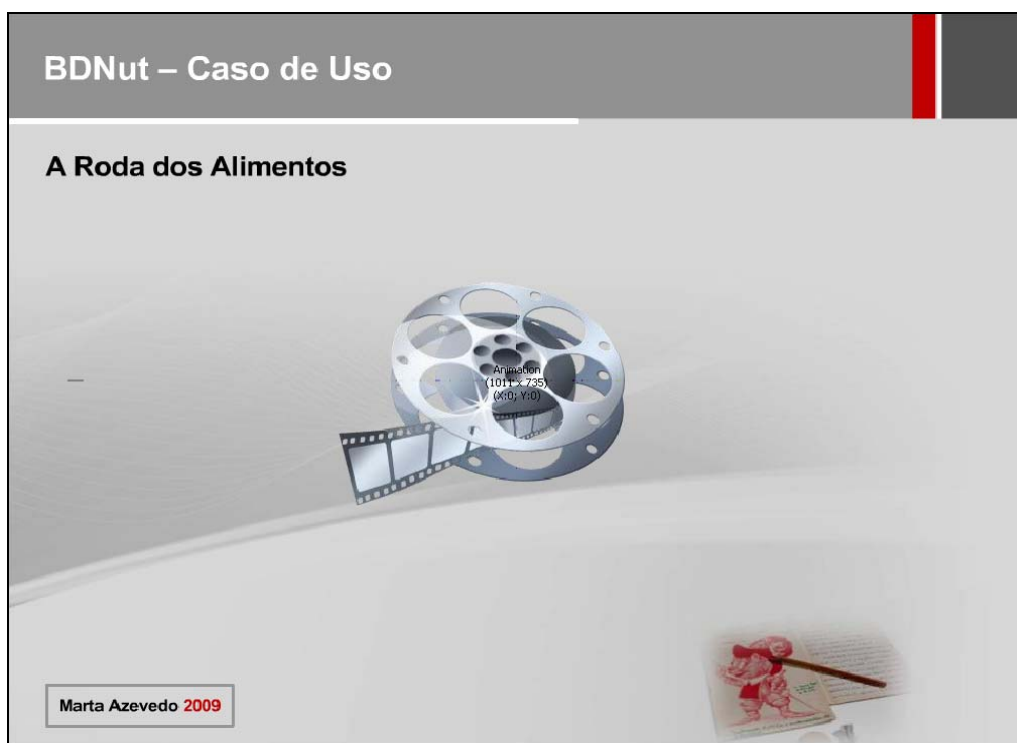 BDNut – Caso de Uso
A Roda dos Alimentos
Animation
(1011 x 735)
(X:0; Y:0)
Marta Azevedo 2009